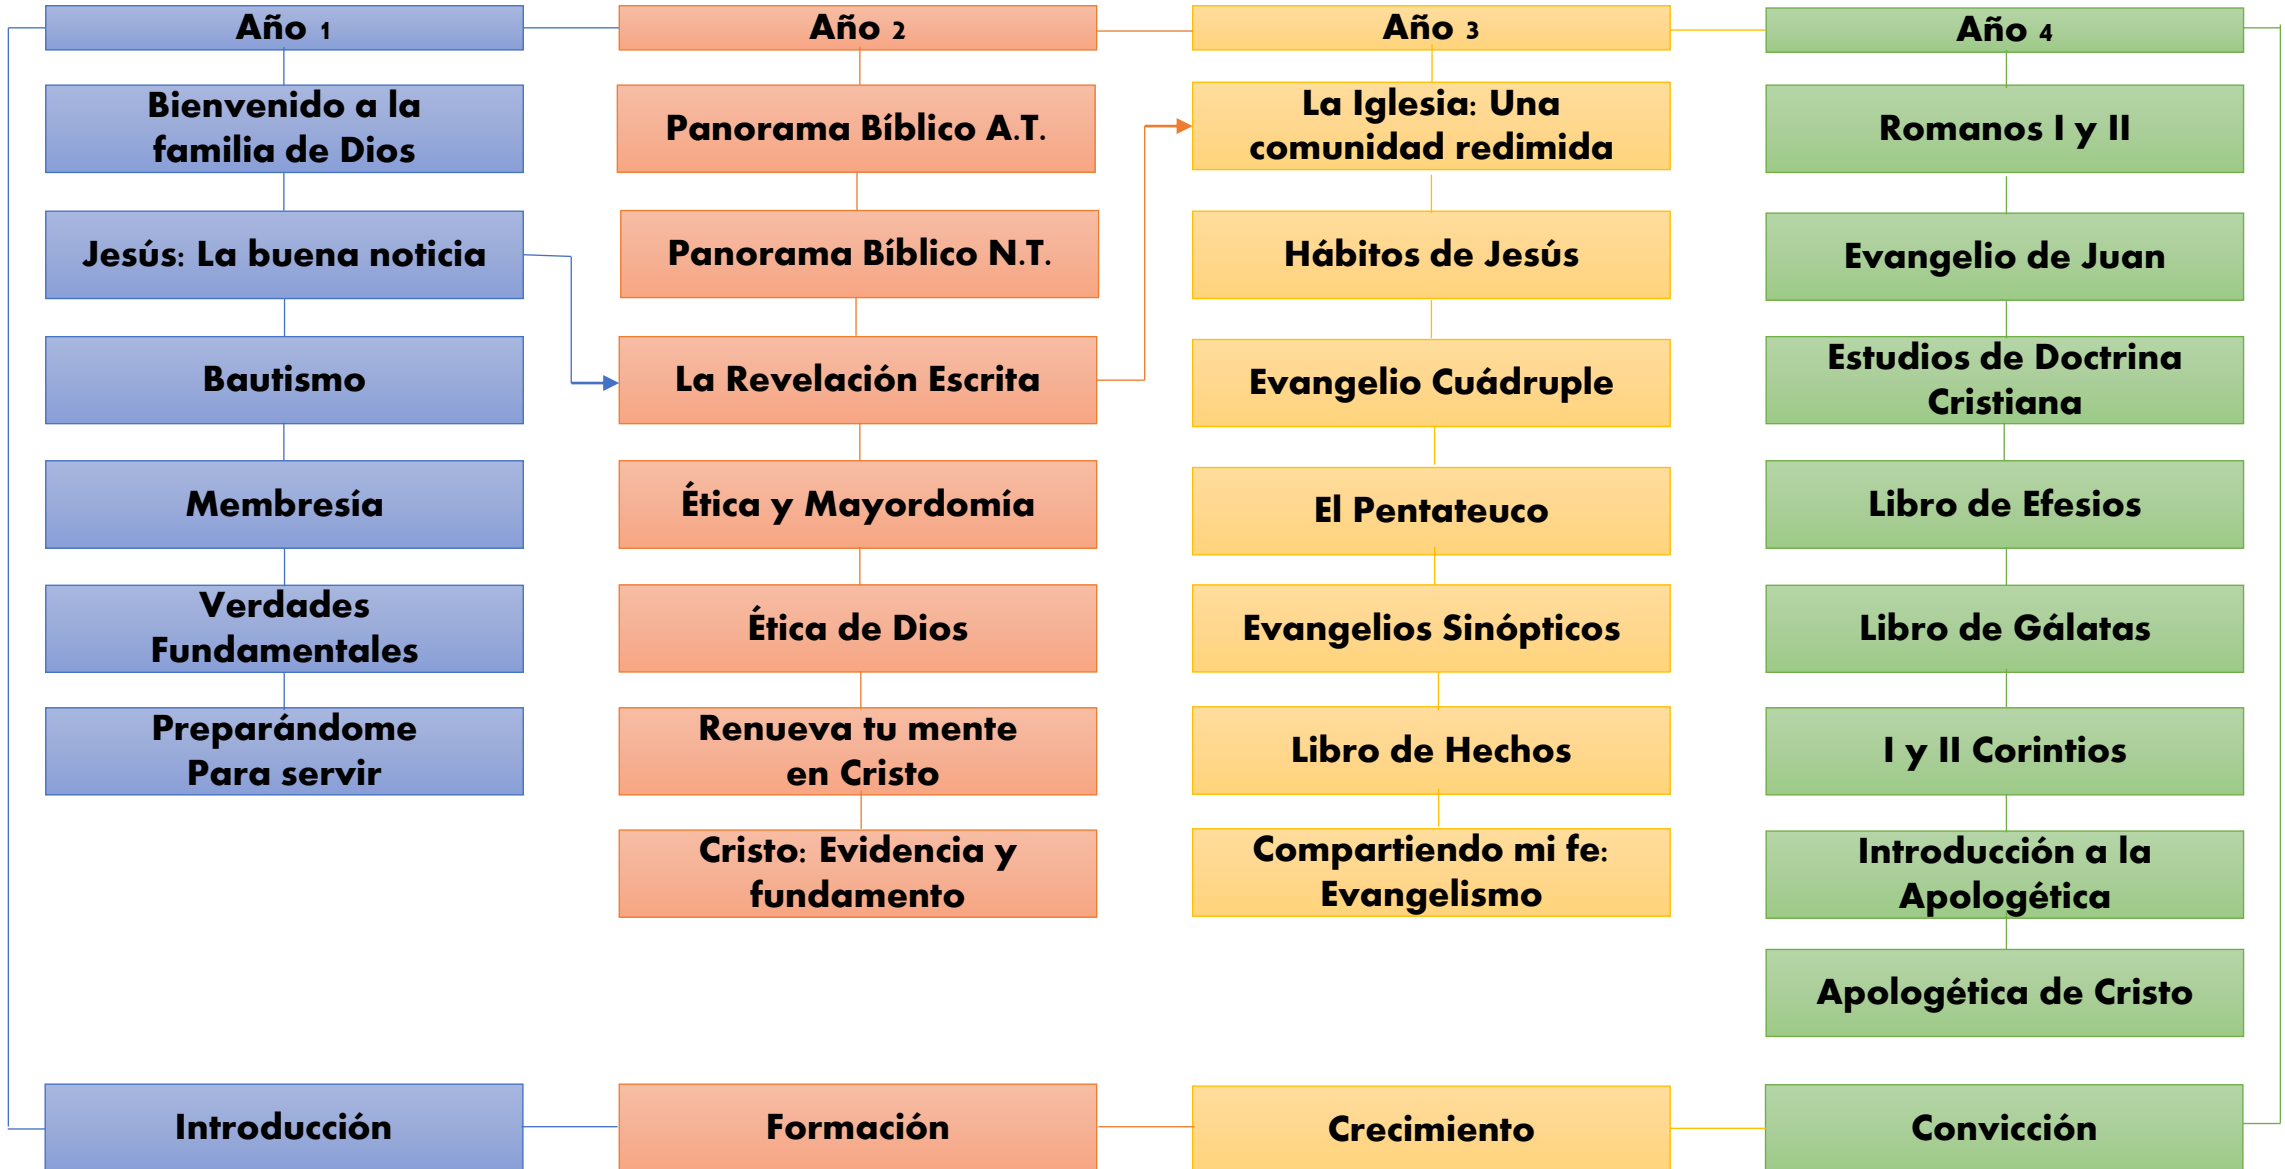 Año 1
Bienvenido a la
familia de Dios
Jesús: La buena noticia
Bautismo
Membresía
Verdades
Fundamentales
Preparándome
Para servir
Introducción
Año 2
Panorama Bíblico A.T.
Panorama Bíblico N.T.
La Revelación Escrita
Ética y Mayordomía
Ética de Dios
Renueva tu mente
en Cristo
Cristo: Evidencia y
fundamento
Formación
Año 3
La Iglesia: Una
comunidad redimida
Hábitos de Jesús
Evangelio Cuádruple
El Pentateuco
Evangelios Sinópticos
Libro de Hechos
Compartiendo mi fe:
Evangelismo
Crecimiento
Año 4
Romanos I y II
Evangelio de Juan
Estudios de Doctrina
Cristiana
Libro de Efesios
Libro de Gálatas
I y II Corintios
Introducción a la
Apologética
Apologética de Cristo
Convicción